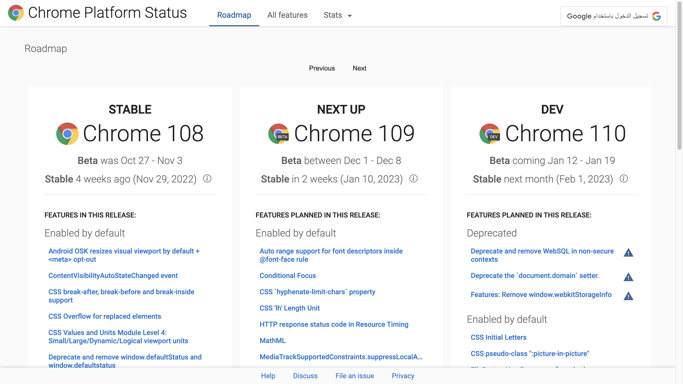 Chrome Platform Status
Roadmap
All features
Stats
تسجيل الدخول باستخدام Google
Roadmap
Previous
Next
STABLE
Chrome 108
Beta was Oct 27 - Nov 3
Stable 4 weeks ago (Nov 29, 2022)
FEATURES IN THIS RELEASE:
Enabled by default
Android OSK resizes visual viewport by default +
<meta> opt-out
ContentVisibilityAutoStateChanged event
CSS break-after, break-before and break-inside
support
CSS Overflow for replaced elements
CSS Values and Units Module Level 4:
Small/Large/Dynamic/Logical viewport units
Deprecate and remove window.defaultStatus and
window.defaultstatus
NEXT UP
BETA
Chrome 109
Beta between Dec 1 - Dec 8
Stable in 2 weeks (Jan 10, 2023)
FEATURES PLANNED IN THIS RELEASE:
Enabled by default
Auto range support for font descriptors inside
@font-face rule
Conditional Focus
CSS `hyphenate-limit-chars` property
CSS 'lh' Length Unit
HTTP response status code in Resource Timing
MathML
MediaTrackSupportedConstraints.suppressLocalA...
DEV
DEV
Chrome 110
Beta coming Jan 12 - Jan 19
Stable next month (Feb 1, 2023)
FEATURES PLANNED IN THIS RELEASE:
Deprecated
Deprecate and remove WebSQL in non-secure
contexts
Deprecate the `document.domain` setter.
Features: Remove window.webkitStorageInfo
Enabled by default
CSS Initial Letters
CSS pseudo-class ":picture-in-picture"
Help
Discuss
File an issue
Privacy